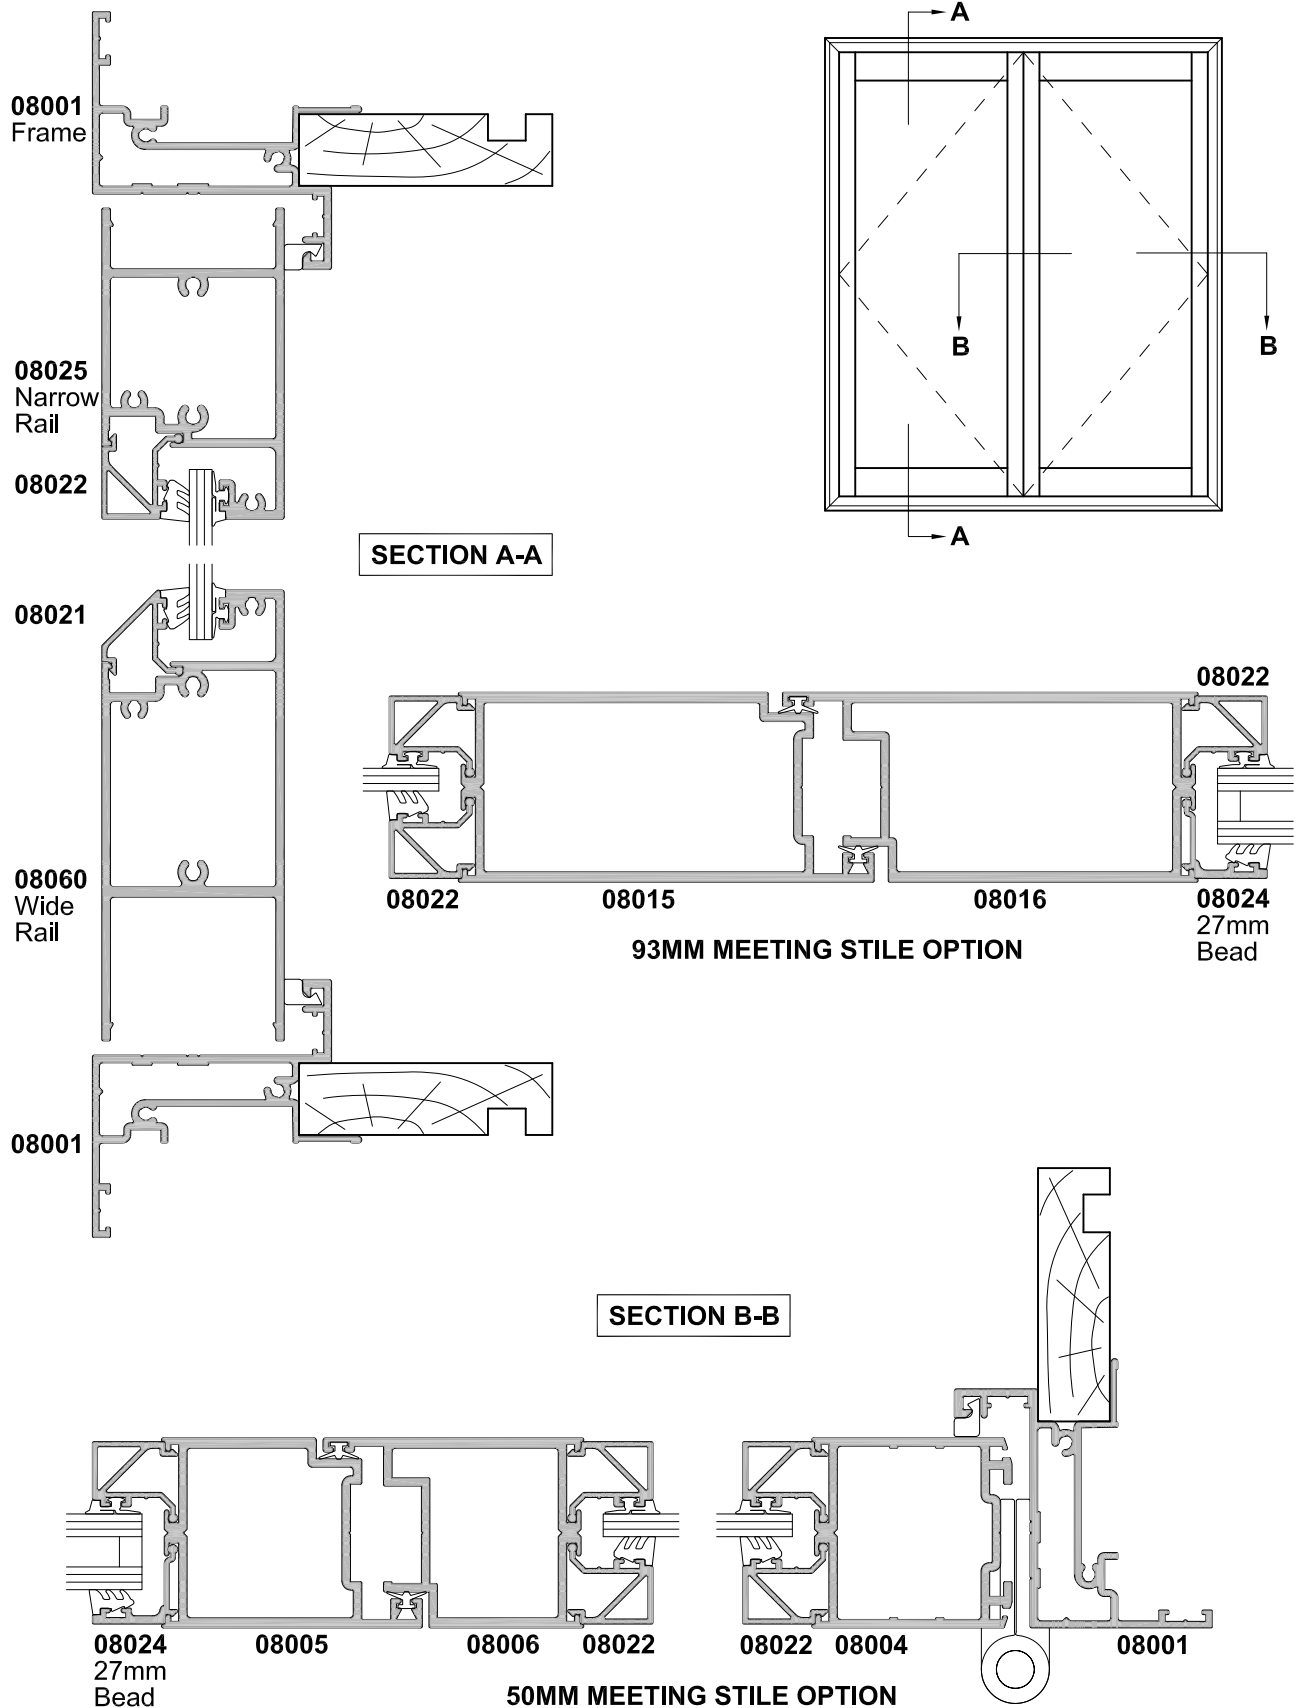 A
08001
Frame
08025
Narrow
Rail
08022
B
B
A
SECTION A-A
08021
08022
08060
Wide
Rail
08022
08015
08016
08024
27mm
Bead
93MM MEETING STILE OPTION
08001
SECTION B-B
08024
27mm
Bead
08005
08006
08022
08022
08004
08001
50MM MEETING STILE OPTION